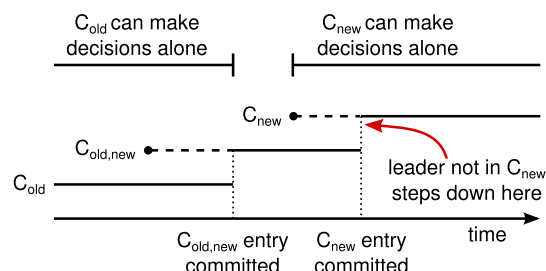 C_old can make
decisions alone
C_new can make
decisions alone
C_new
C_old,new
C_old
leader not in C_new
steps down here
time
C_old,new entry
committed
C_new entry
committed